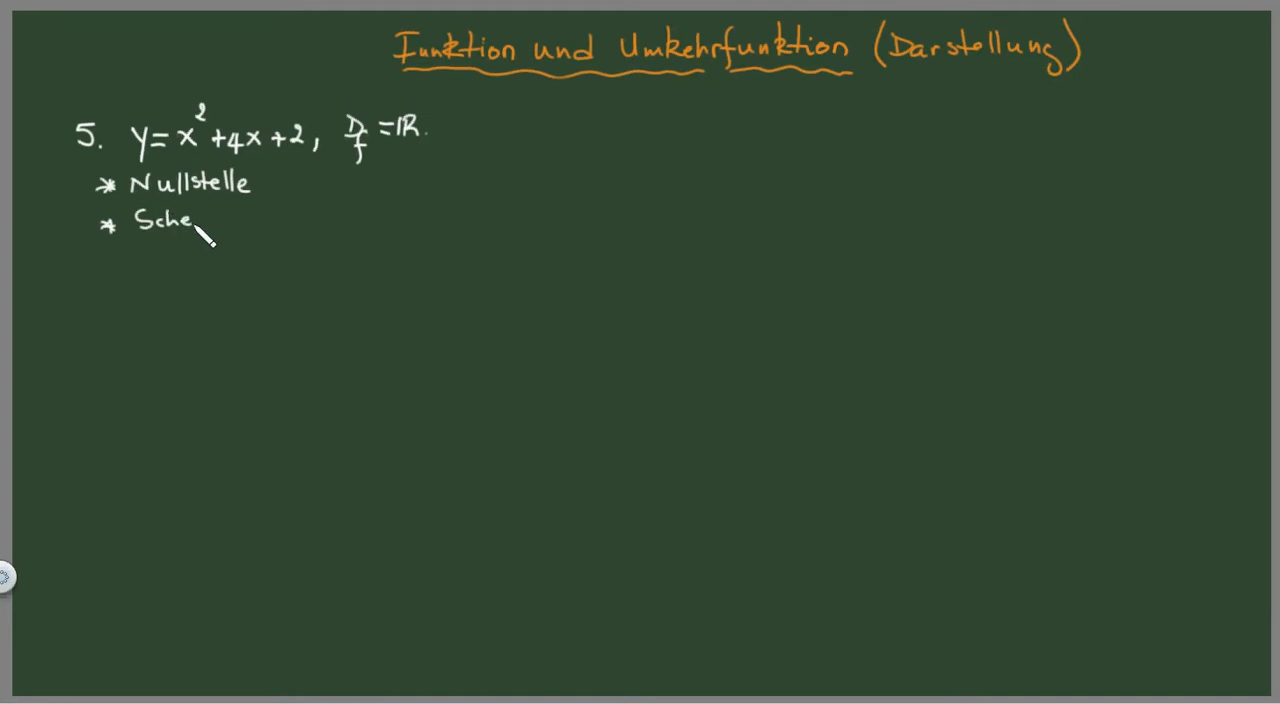 Funktion und Umkehrfunktion (Darstellung)
5. y = x² + 4x + 2, D_f = ℝ.
* Nullstelle
* Sche